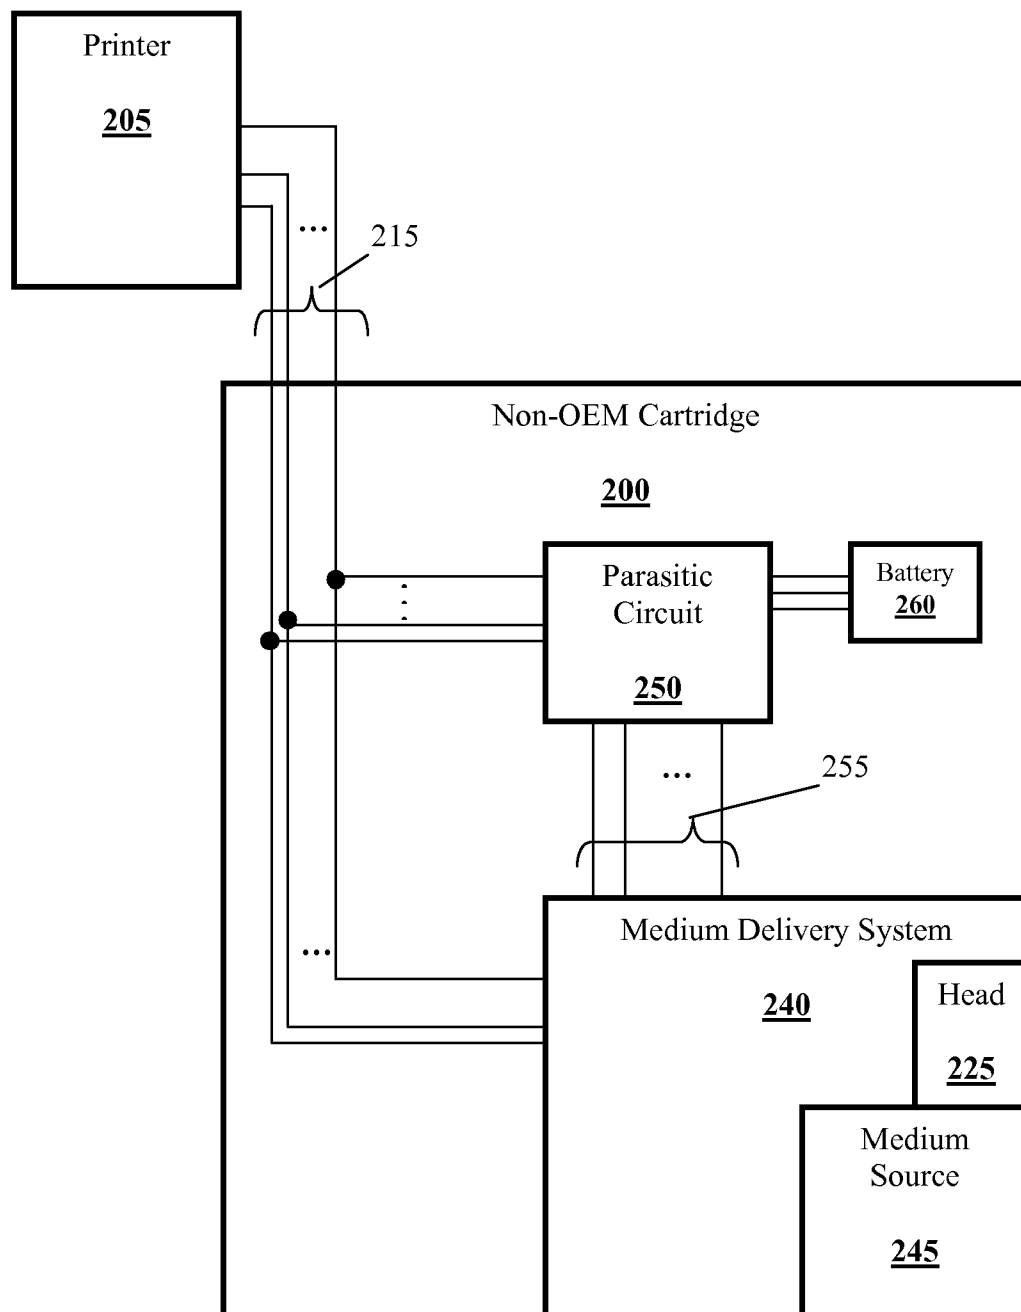 Printer
205
...
215
Non-OEM Cartridge
200
Parasitic
Circuit
250
Battery
260
...
...
255
Medium Delivery System
240
...
Head
225
Medium
Source
245